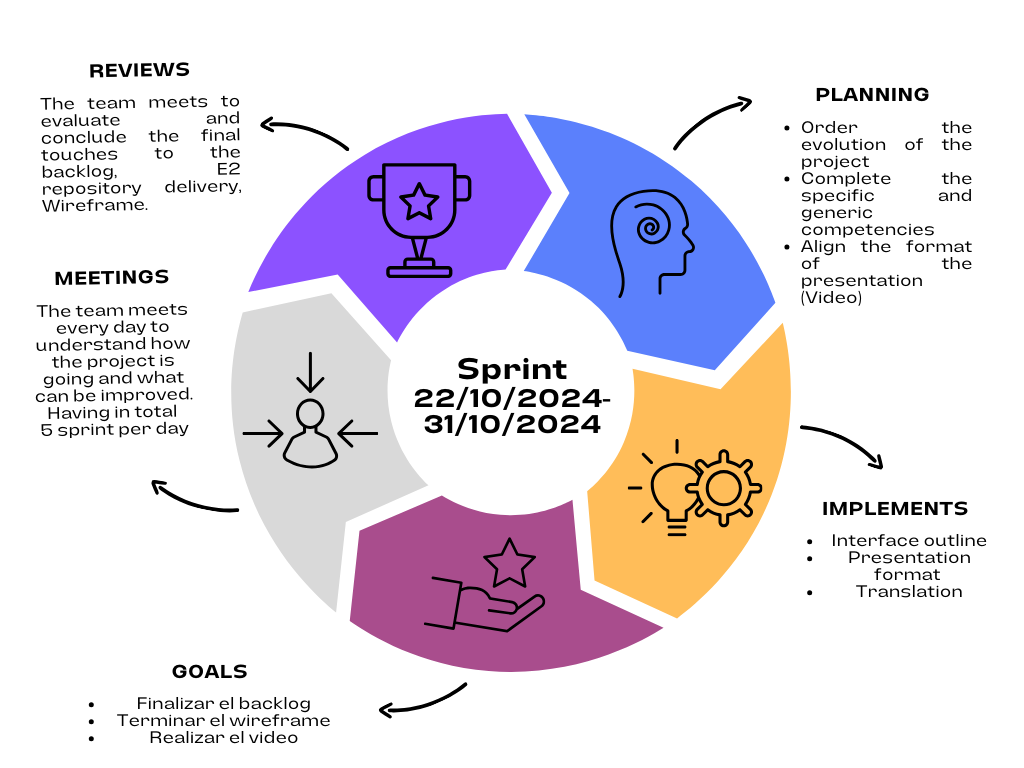 REVIEWS
The team meets to
evaluate and
conclude the final
touches to the
backlog, E2
repository delivery,
Wireframe.
PLANNING
• Order the
evolution of the
project
• Complete the
specific and
generic
competencies
• Align the format
of the
presentation
(Video)
MEETINGS
The team meets
every day to
understand how
the project is
going and what
can be improved.
Having in total
5 sprint per day
Sprint
22/10/2024-
31/10/2024
IMPLEMENTS
• Interface outline
• Presentation
format
• Translation
GOALS
• Finalizar el backlog
• Terminar el wireframe
• Realizar el video